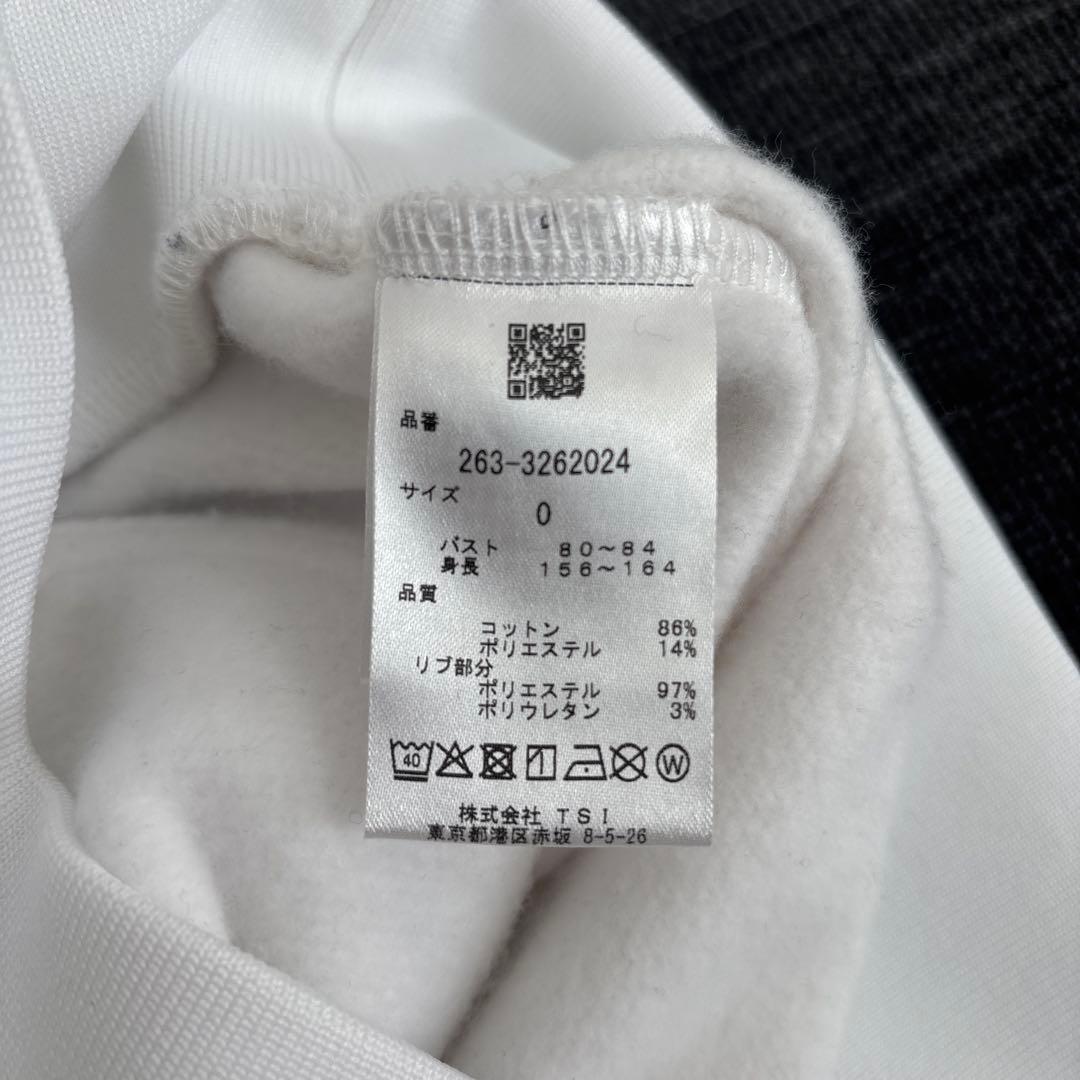 品番
263-3262024
サイズ
0
バスト 80～84
身長 156～164
品質
コットン 86%
ポリエステル 14%
リブ部分
ポリエステル 97%
ポリウレタン 3%
40 W
株式会社 TSI
東京都港区赤坂 8-5-26